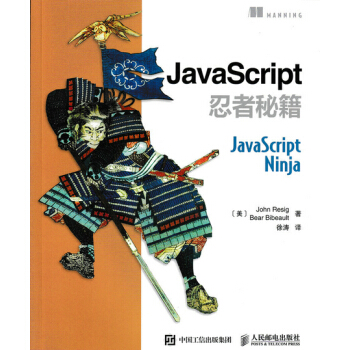 MANNING
JavaScript
忍者秘籍
JavaScript
Ninja
〔美〕
John Resig
Bear Bibeault
著
徐涛 译
中国工信出版集团
人民邮电出版社
POSTS & TELECOM PRESS